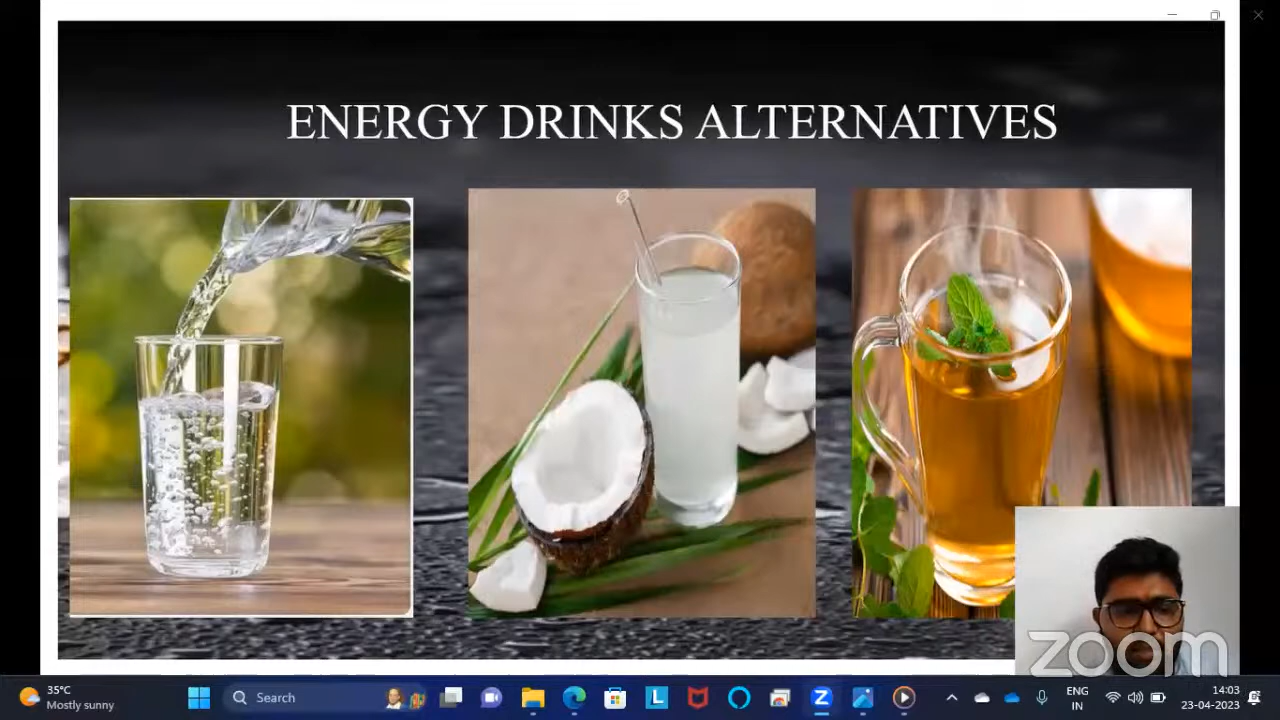 ENERGY DRINKS ALTERNATIVES
zoom
35°C
Mostly sunny
Search
ENG
IN
14:03
23-04-2023